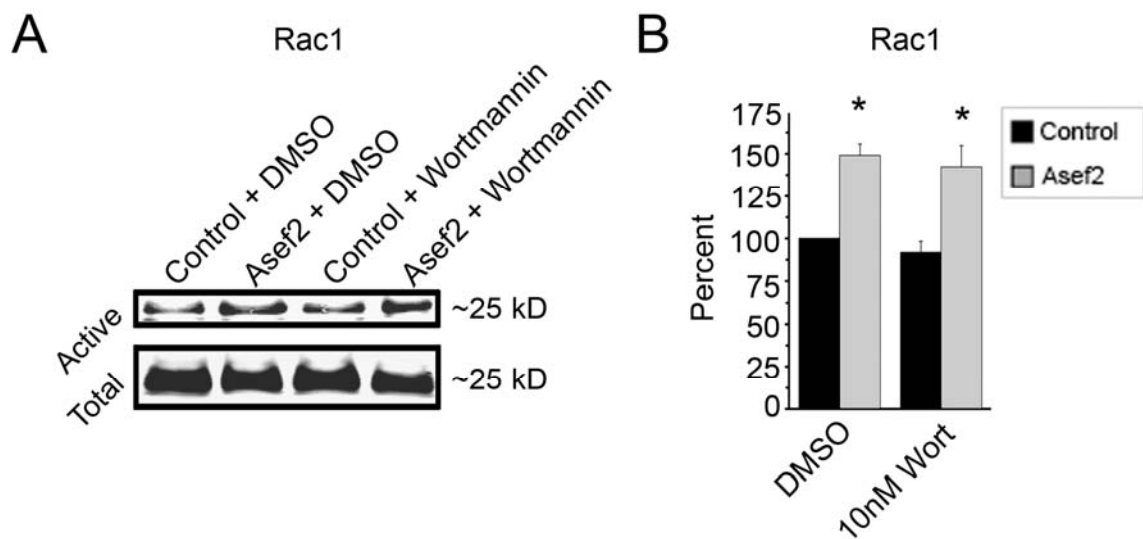 A
Rac1
Control + DMSO
Asef2 + DMSO
Control + Wortmannin
Asef2 + Wortmannin
Active
~25 kD
Total
~25 kD
B
Rac1
Percent
175
150
125
100
75
50
25
0
*
*
DMSO
10nM Wort
Control
Asef2